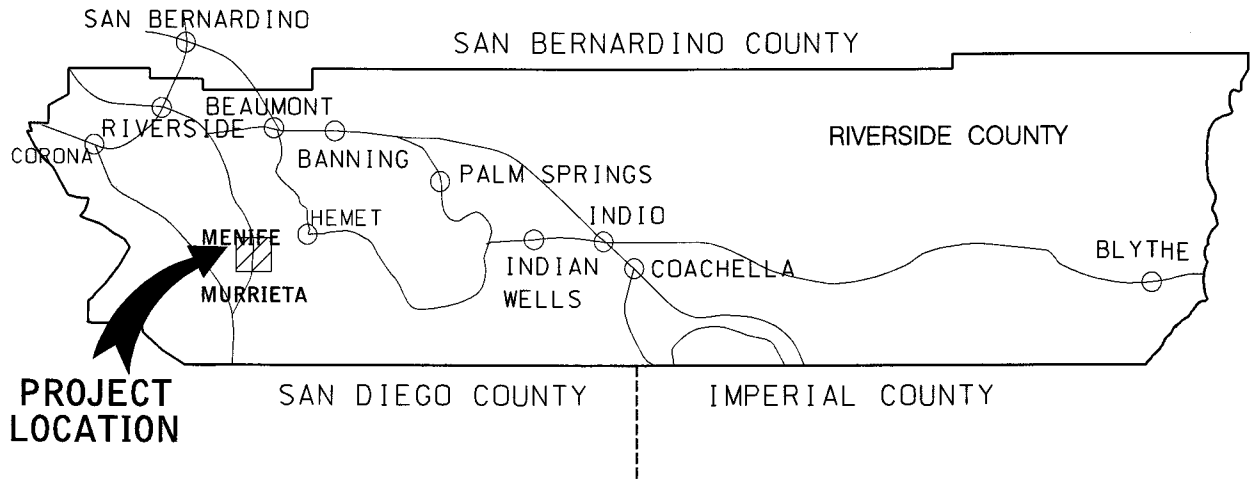 SAN BERNARDINO
SAN BERNARDINO COUNTY
BEAUMONT
RIVERSIDE
RIVERSIDE COUNTY
CORONA
BANNING
PALM SPRINGS
HEMET
INDIO
MENIFE
BLYTHE
INDIAN
WELLS
COACHELLA
MURRIETA
PROJECT
LOCATION
SAN DIEGO COUNTY
IMPERIAL COUNTY